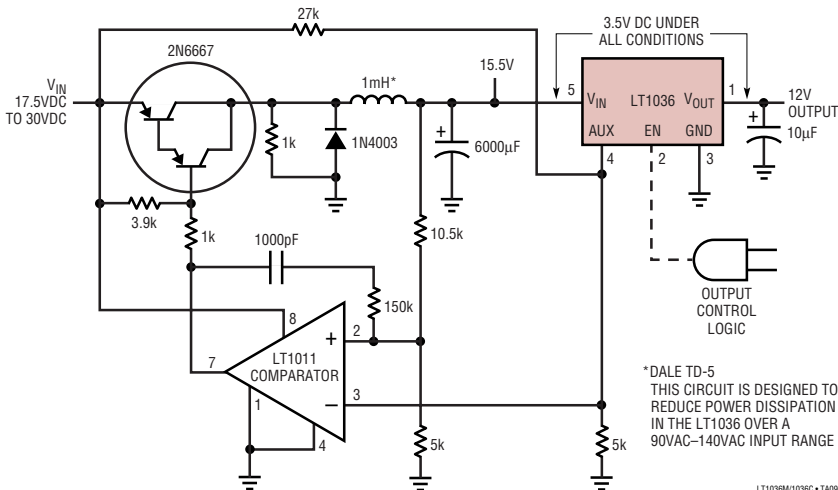 27k
3.5V DC UNDER
ALL CONDITIONS
2N6667
VIN
17.5VDC
TO 30VDC
1mH*
15.5V
5
VIN
LT1036
VOUT
1
12V
OUTPUT
AUX
EN
GND
4
2
3
+
10µF
1k
1N4003
+
6000µF
3.9k
1k
1000pF
10.5k
150k
OUTPUT
CONTROL
LOGIC
8
+
2
7
LT1011
COMPARATOR
1
–
3
4
5k
5k
*DALE TD-5
THIS CIRCUIT IS DESIGNED TO
REDUCE POWER DISSIPATION
IN THE LT1036 OVER A
90VAC–140VAC INPUT RANGE
LT1036M/1036C • TA09